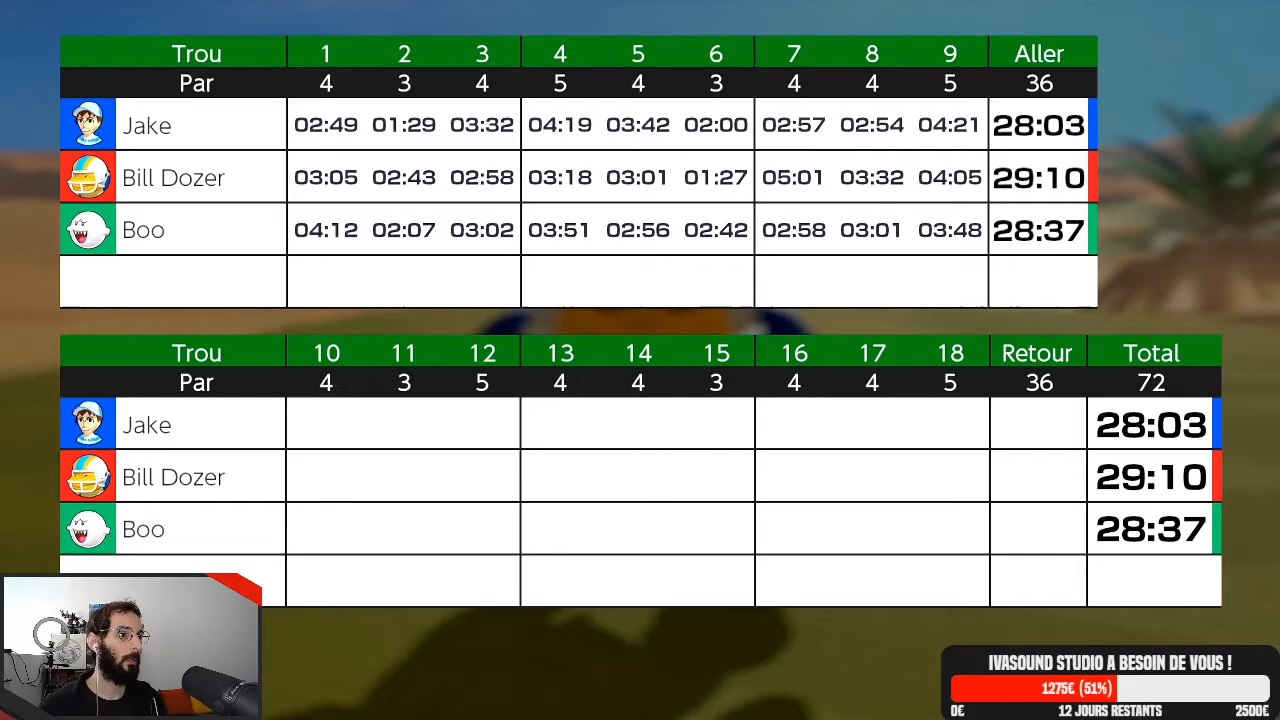 Trou 1 2 3 4 5 6 7 8 9 Aller
Par 4 3 4 5 4 3 4 4 5 36
Jake 02:49 01:29 03:32 04:19 03:42 02:00 02:57 02:54 04:21 28:03
Bill Dozer 03:05 02:43 02:58 03:18 03:01 01:27 05:01 03:32 04:05 29:10
Boo 04:12 02:07 03:02 03:51 02:56 02:42 02:58 03:01 03:48 28:37
Trou 10 11 12 13 14 15 16 17 18 Retour Total
Par 4 3 5 4 4 3 4 4 5 36 72
Jake 28:03
Bill Dozer 29:10
Boo 28:37
IVASOUND STUDIO A BESOIN DE VOUS !
1275€ (51%)
0€ 12 JOURS RESTANTS 2500€